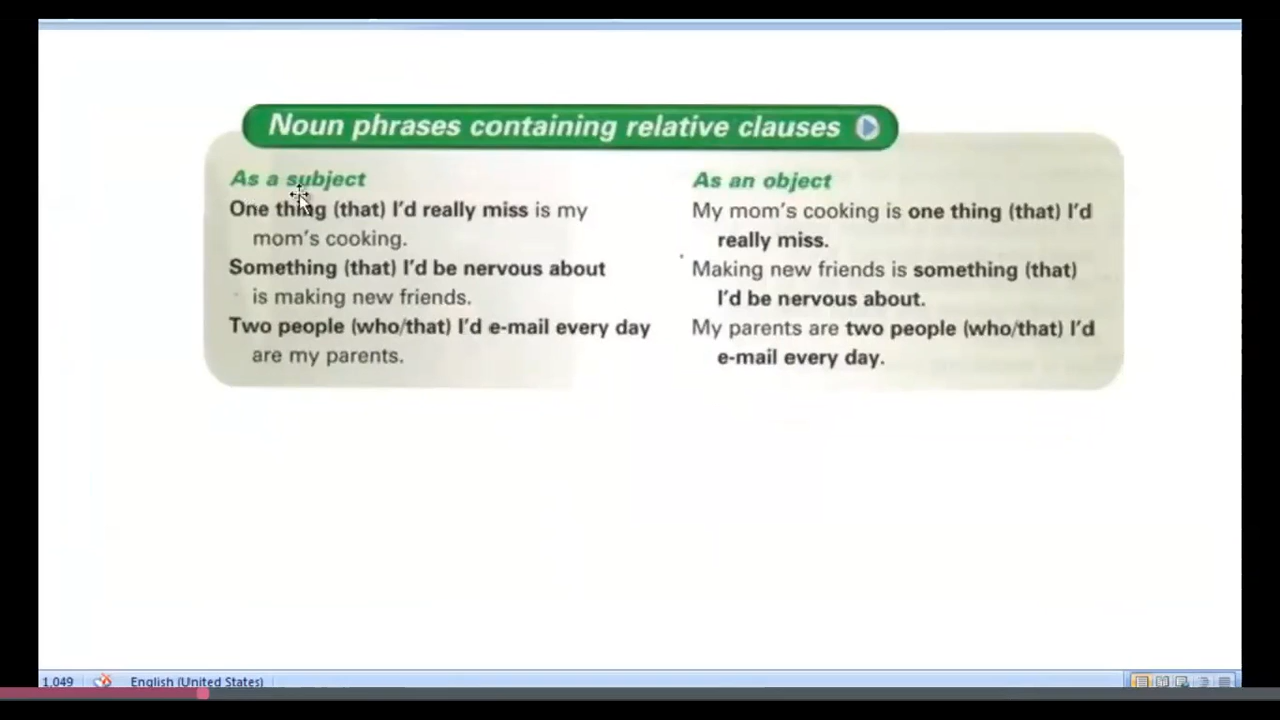 Noun phrases containing relative clauses
As a subject
One thing (that) I'd really miss is my
mom's cooking.
Something (that) I'd be nervous about
is making new friends.
Two people (who/that) I'd e-mail every day
are my parents.
As an object
My mom's cooking is one thing (that) I'd
really miss.
Making new friends is something (that)
I'd be nervous about.
My parents are two people (who/that) I'd
e-mail every day.
1,049
English (United States)